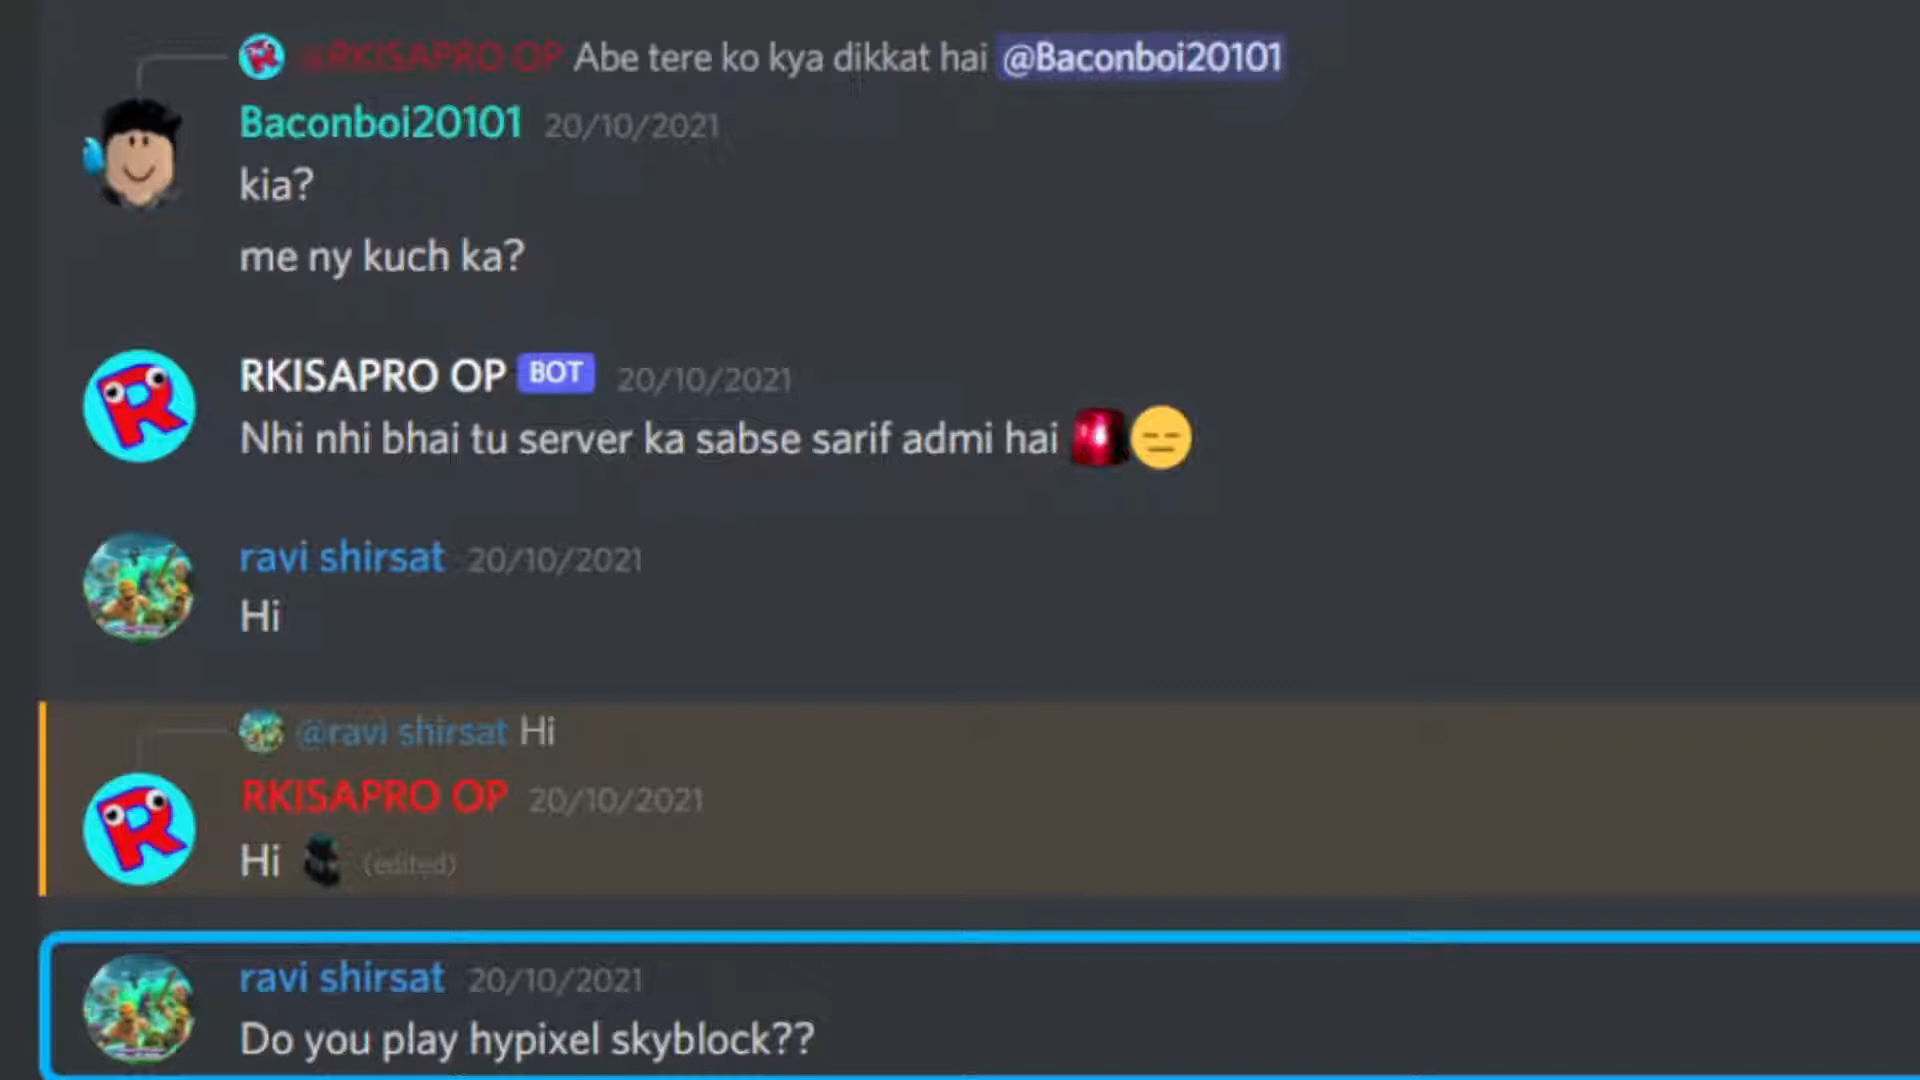 @RKISAPRO OP Abe tere ko kya dikkat hai @Baconboi20101
Baconboi20101 20/10/2021
kia?
me ny kuch ka?
RKISAPRO OP BOT 20/10/2021
Nhi nhi bhai tu server ka sabse sarif admi hai
ravi shirsat 20/10/2021
Hi
@ravi shirsat Hi
RKISAPRO OP 20/10/2021
Hi (edited)
ravi shirsat 20/10/2021
Do you play hypixel skyblock??